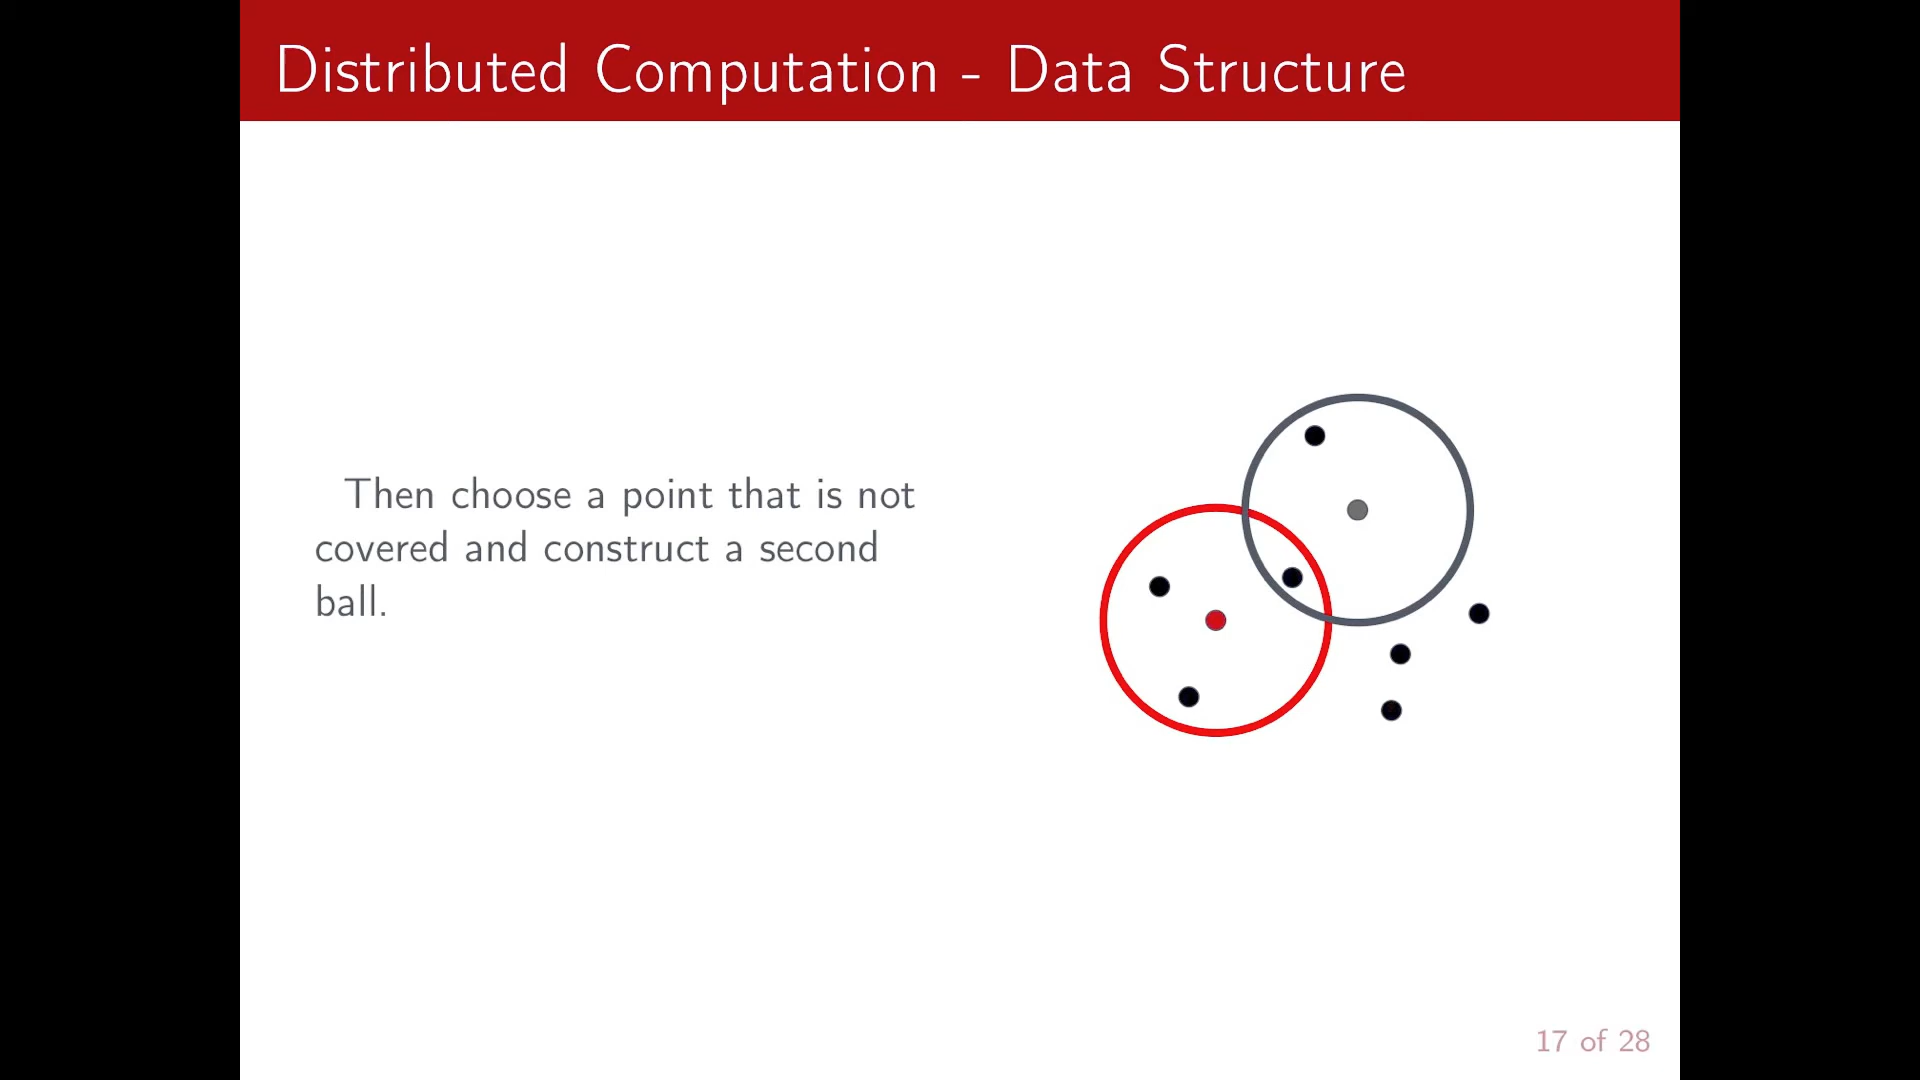 Distributed Computation - Data Structure
Then choose a point that is not
covered and construct a second
ball.
17 of 28